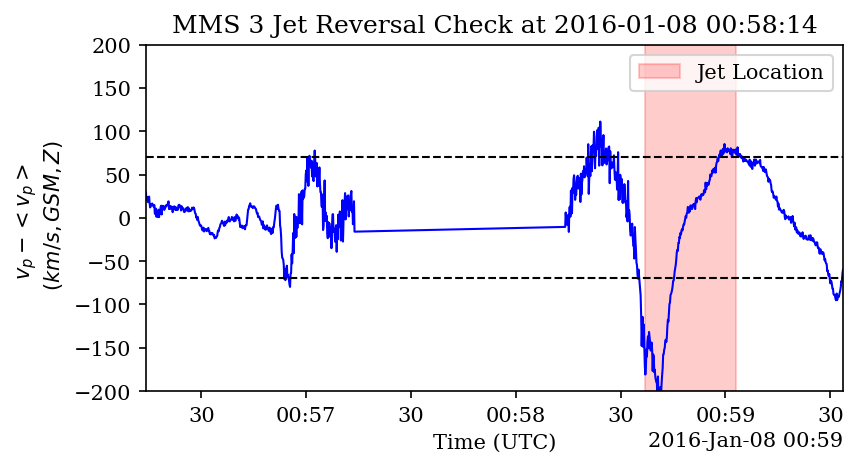 MMS 3 Jet Reversal Check at 2016-01-08 00:58:14
200
150
100
50
0
−50
−100
−150
−200
v_p − < v_p >
(km/s, GSM, Z)
Jet Location
30
00:57
30
00:58
30
00:59
30
Time (UTC)
2016-Jan-08 00:59